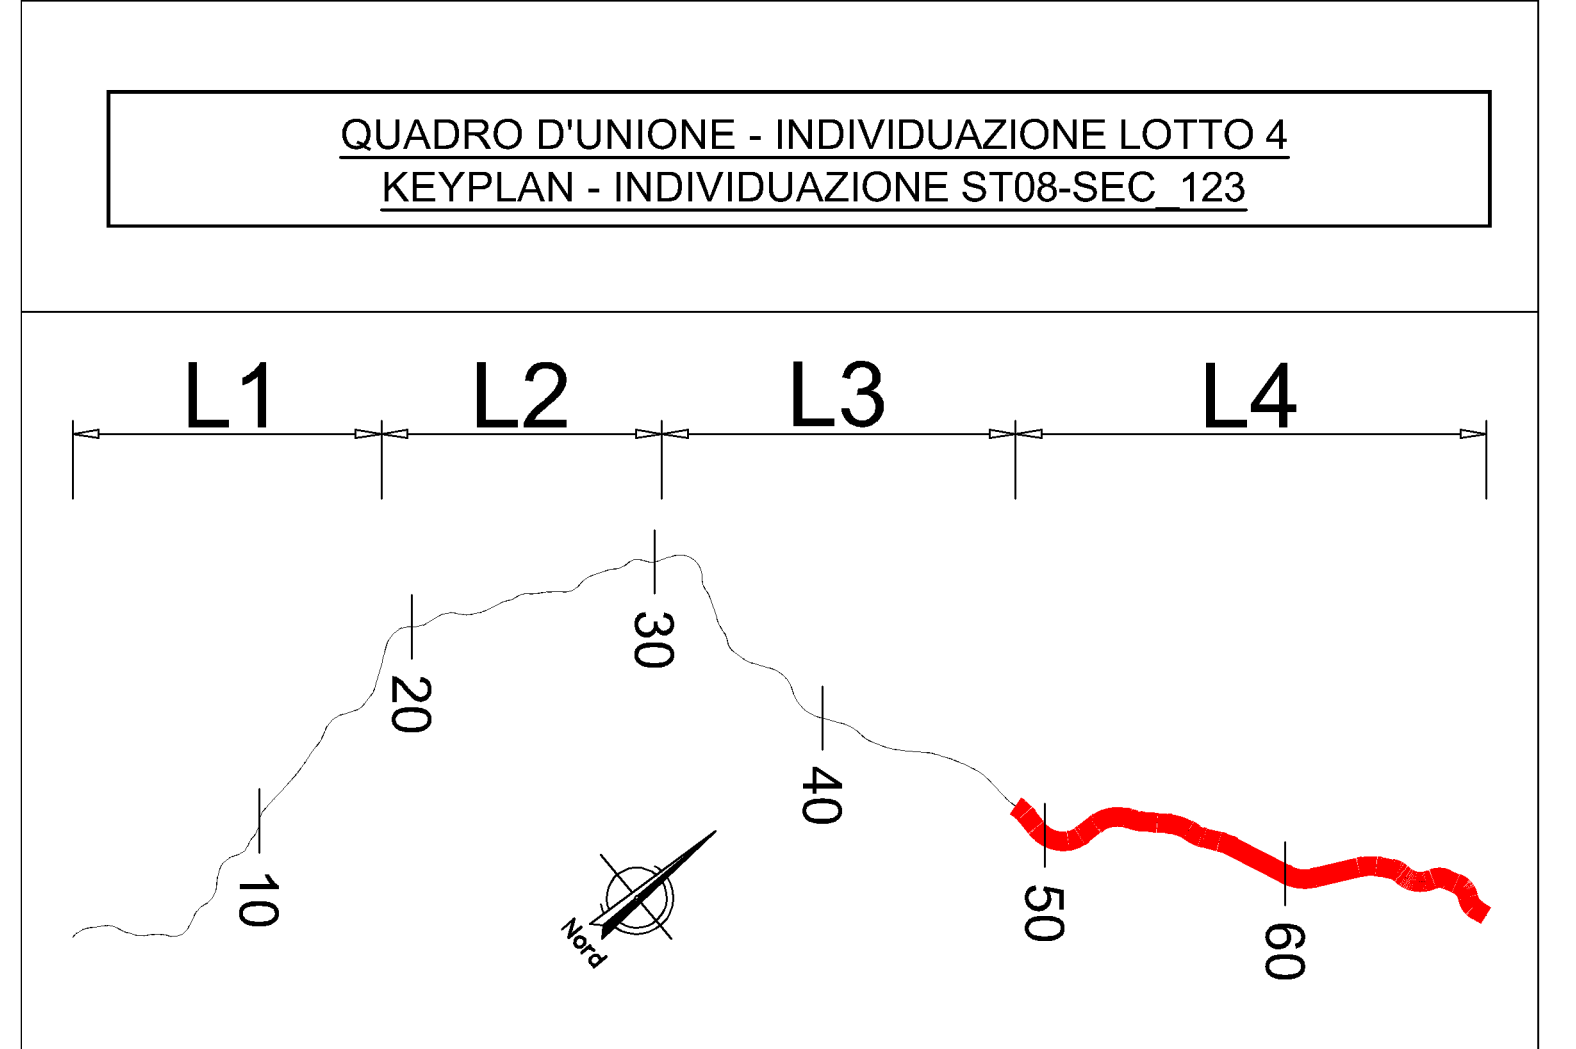 QUADRO D'UNIONE - INDIVIDUAZIONE LOTTO 4
KEYPLAN - INDIVIDUAZIONE ST08-SEC_123
L1
L2
L3
L4
30
20
40
10
50
60
Nord